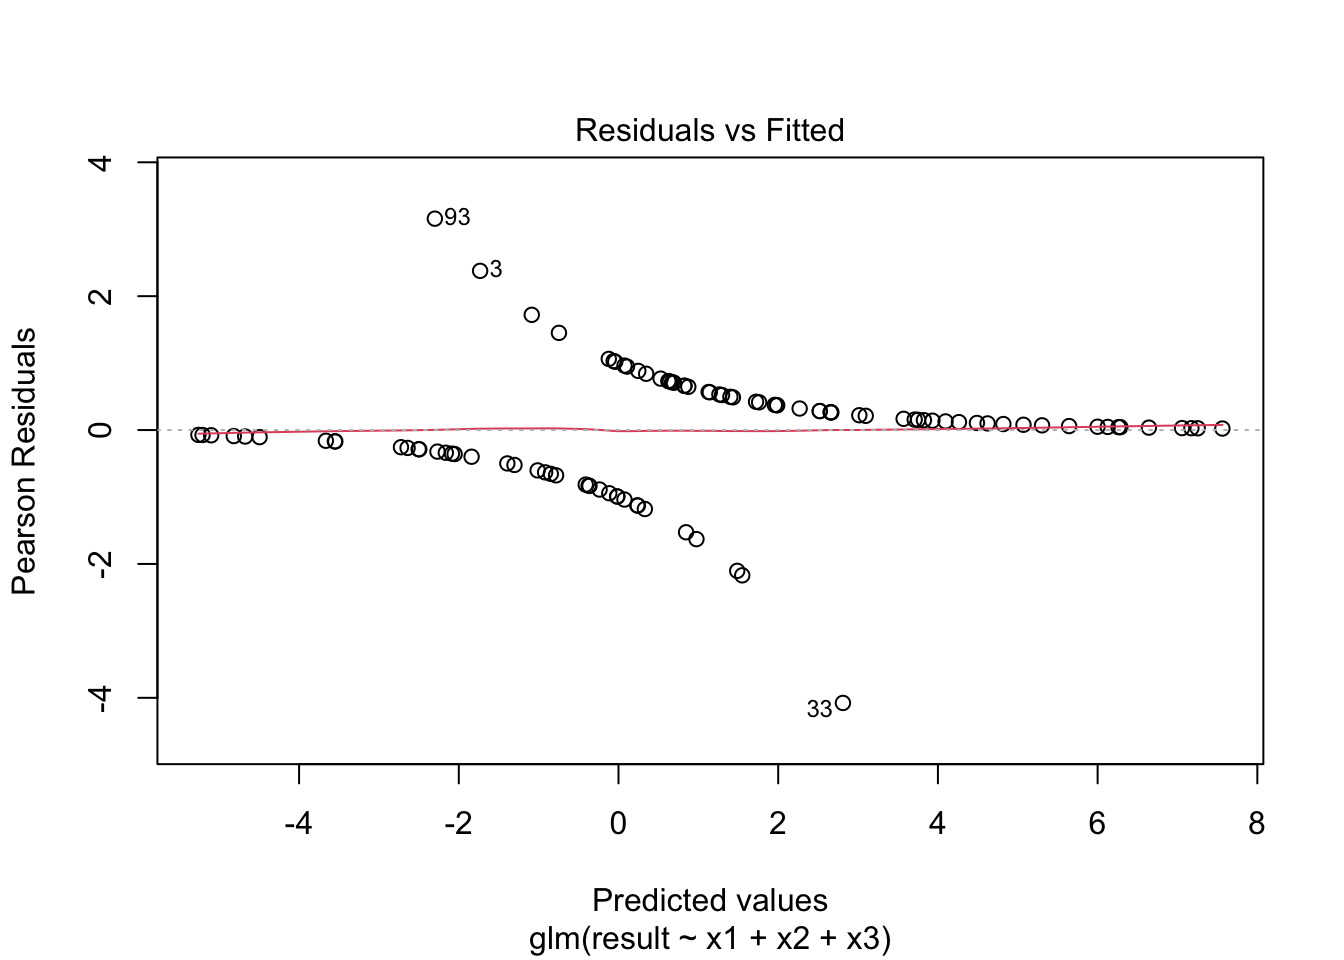 Residuals vs Fitted
Pearson Residuals
4
2
0
-2
-4
93
3
33
-4 -2 0 2 4 6 8
Predicted values
glm(result ~ x1 + x2 + x3)